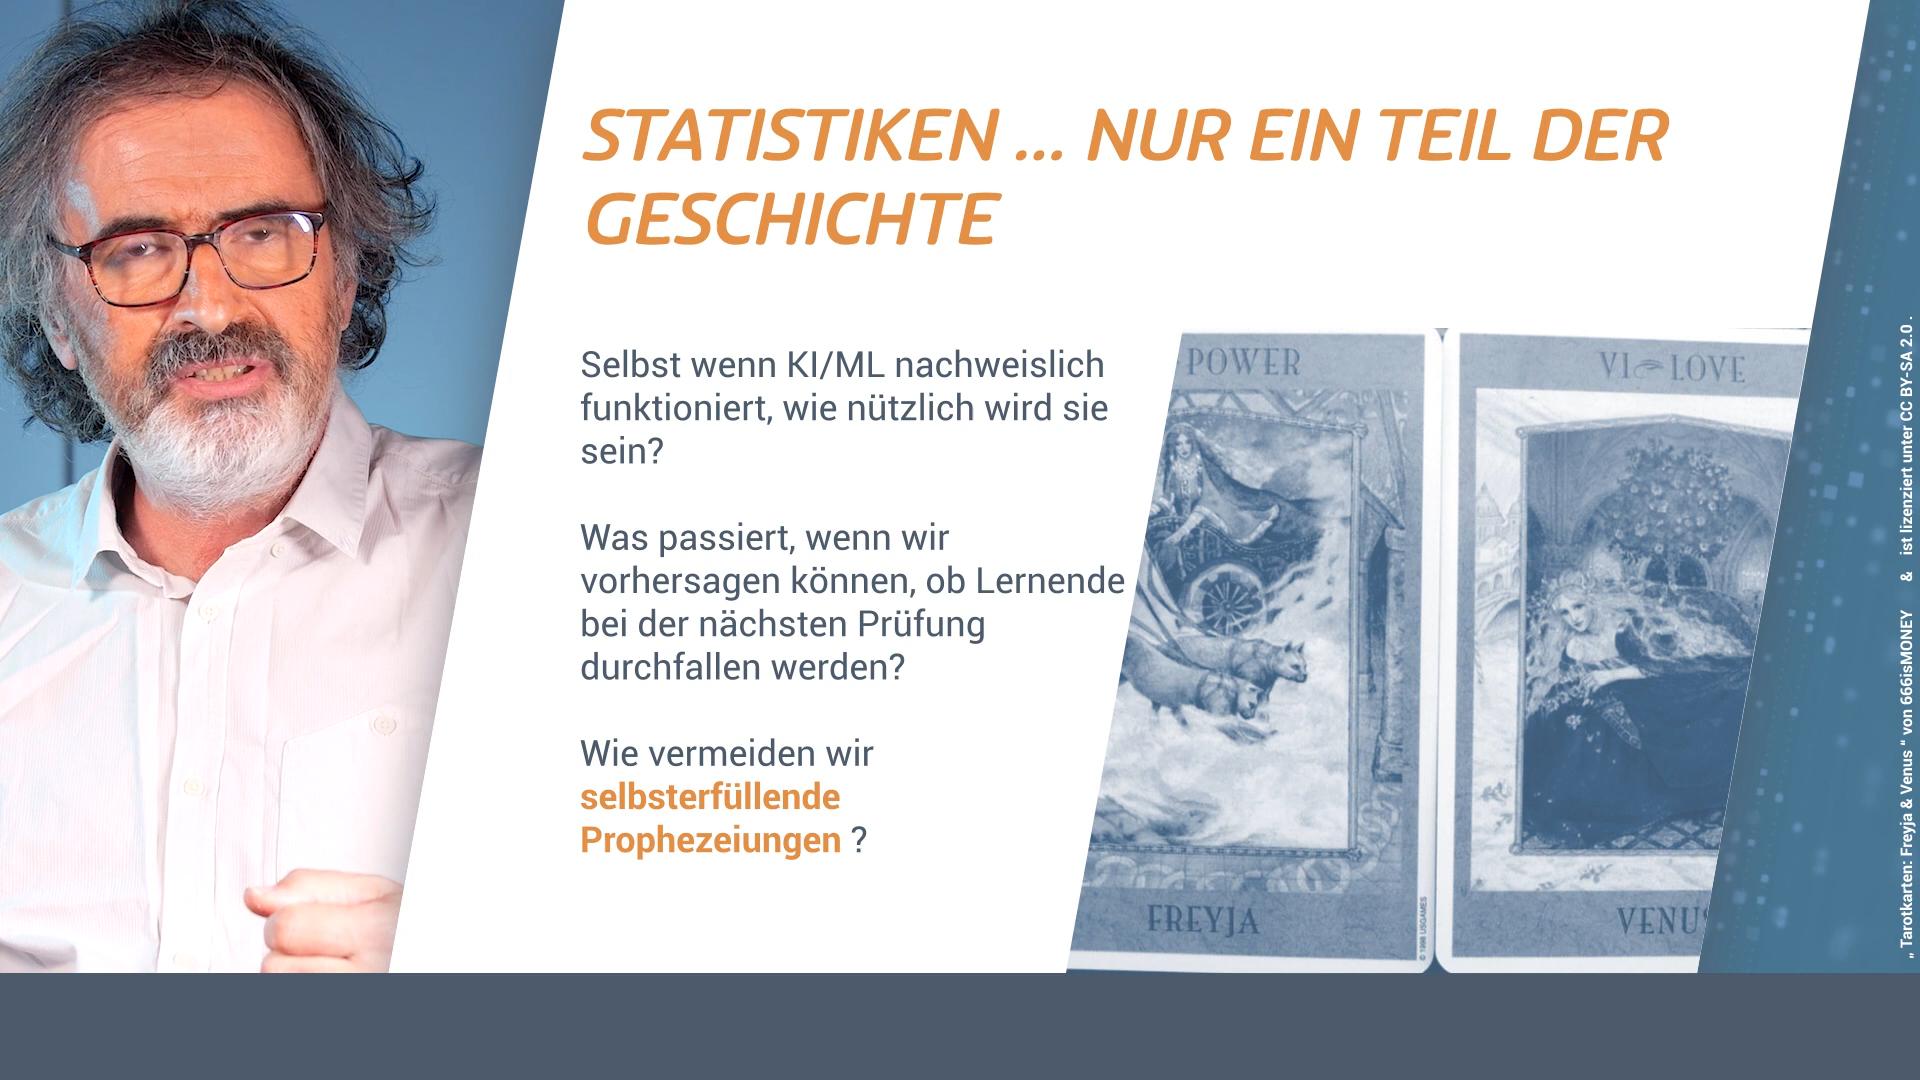 STATISTIKEN ... NUR EIN TEIL DER
GESCHICHTE
Selbst wenn KI/ML nachweislich
funktioniert, wie nützlich wird sie
sein?
Was passiert, wenn wir
vorhersagen können, ob Lernende
bei der nächsten Prüfung
durchfallen werden?
Wie vermeiden wir
selbsterfüllende
Prophezeiungen ?
POWER
FREYJA
© 1998 USGAMES
VI LOVE
VENUS
„ Tarotkarten: Freyja & Venus “ von 666isMONEY & ist lizenziert unter CC BY-SA 2.0 .